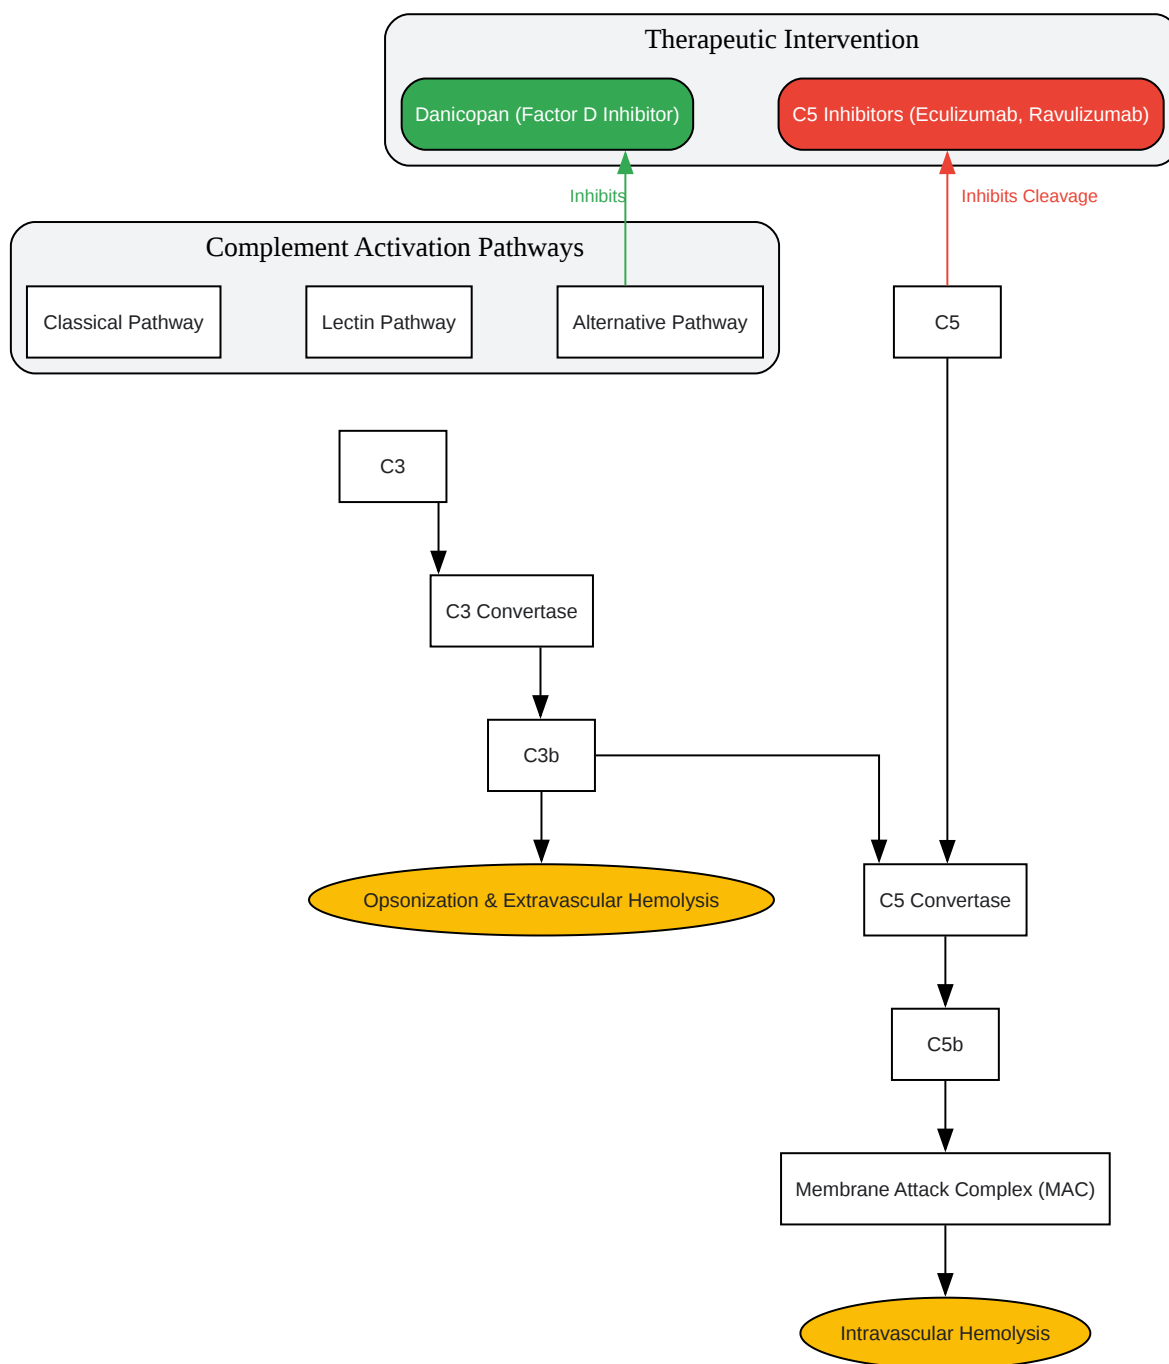 Therapeutic Intervention
Danicopan (Factor D Inhibitor)
C5 Inhibitors (Eculizumab, Ravulizumab)
Inhibits
Inhibits Cleavage
Complement Activation Pathways
Classical Pathway
Lectin Pathway
Alternative Pathway
C5
C3
C3 Convertase
C3b
Opsonization & Extravascular Hemolysis
C5 Convertase
C5b
Membrane Attack Complex (MAC)
Intravascular Hemolysis